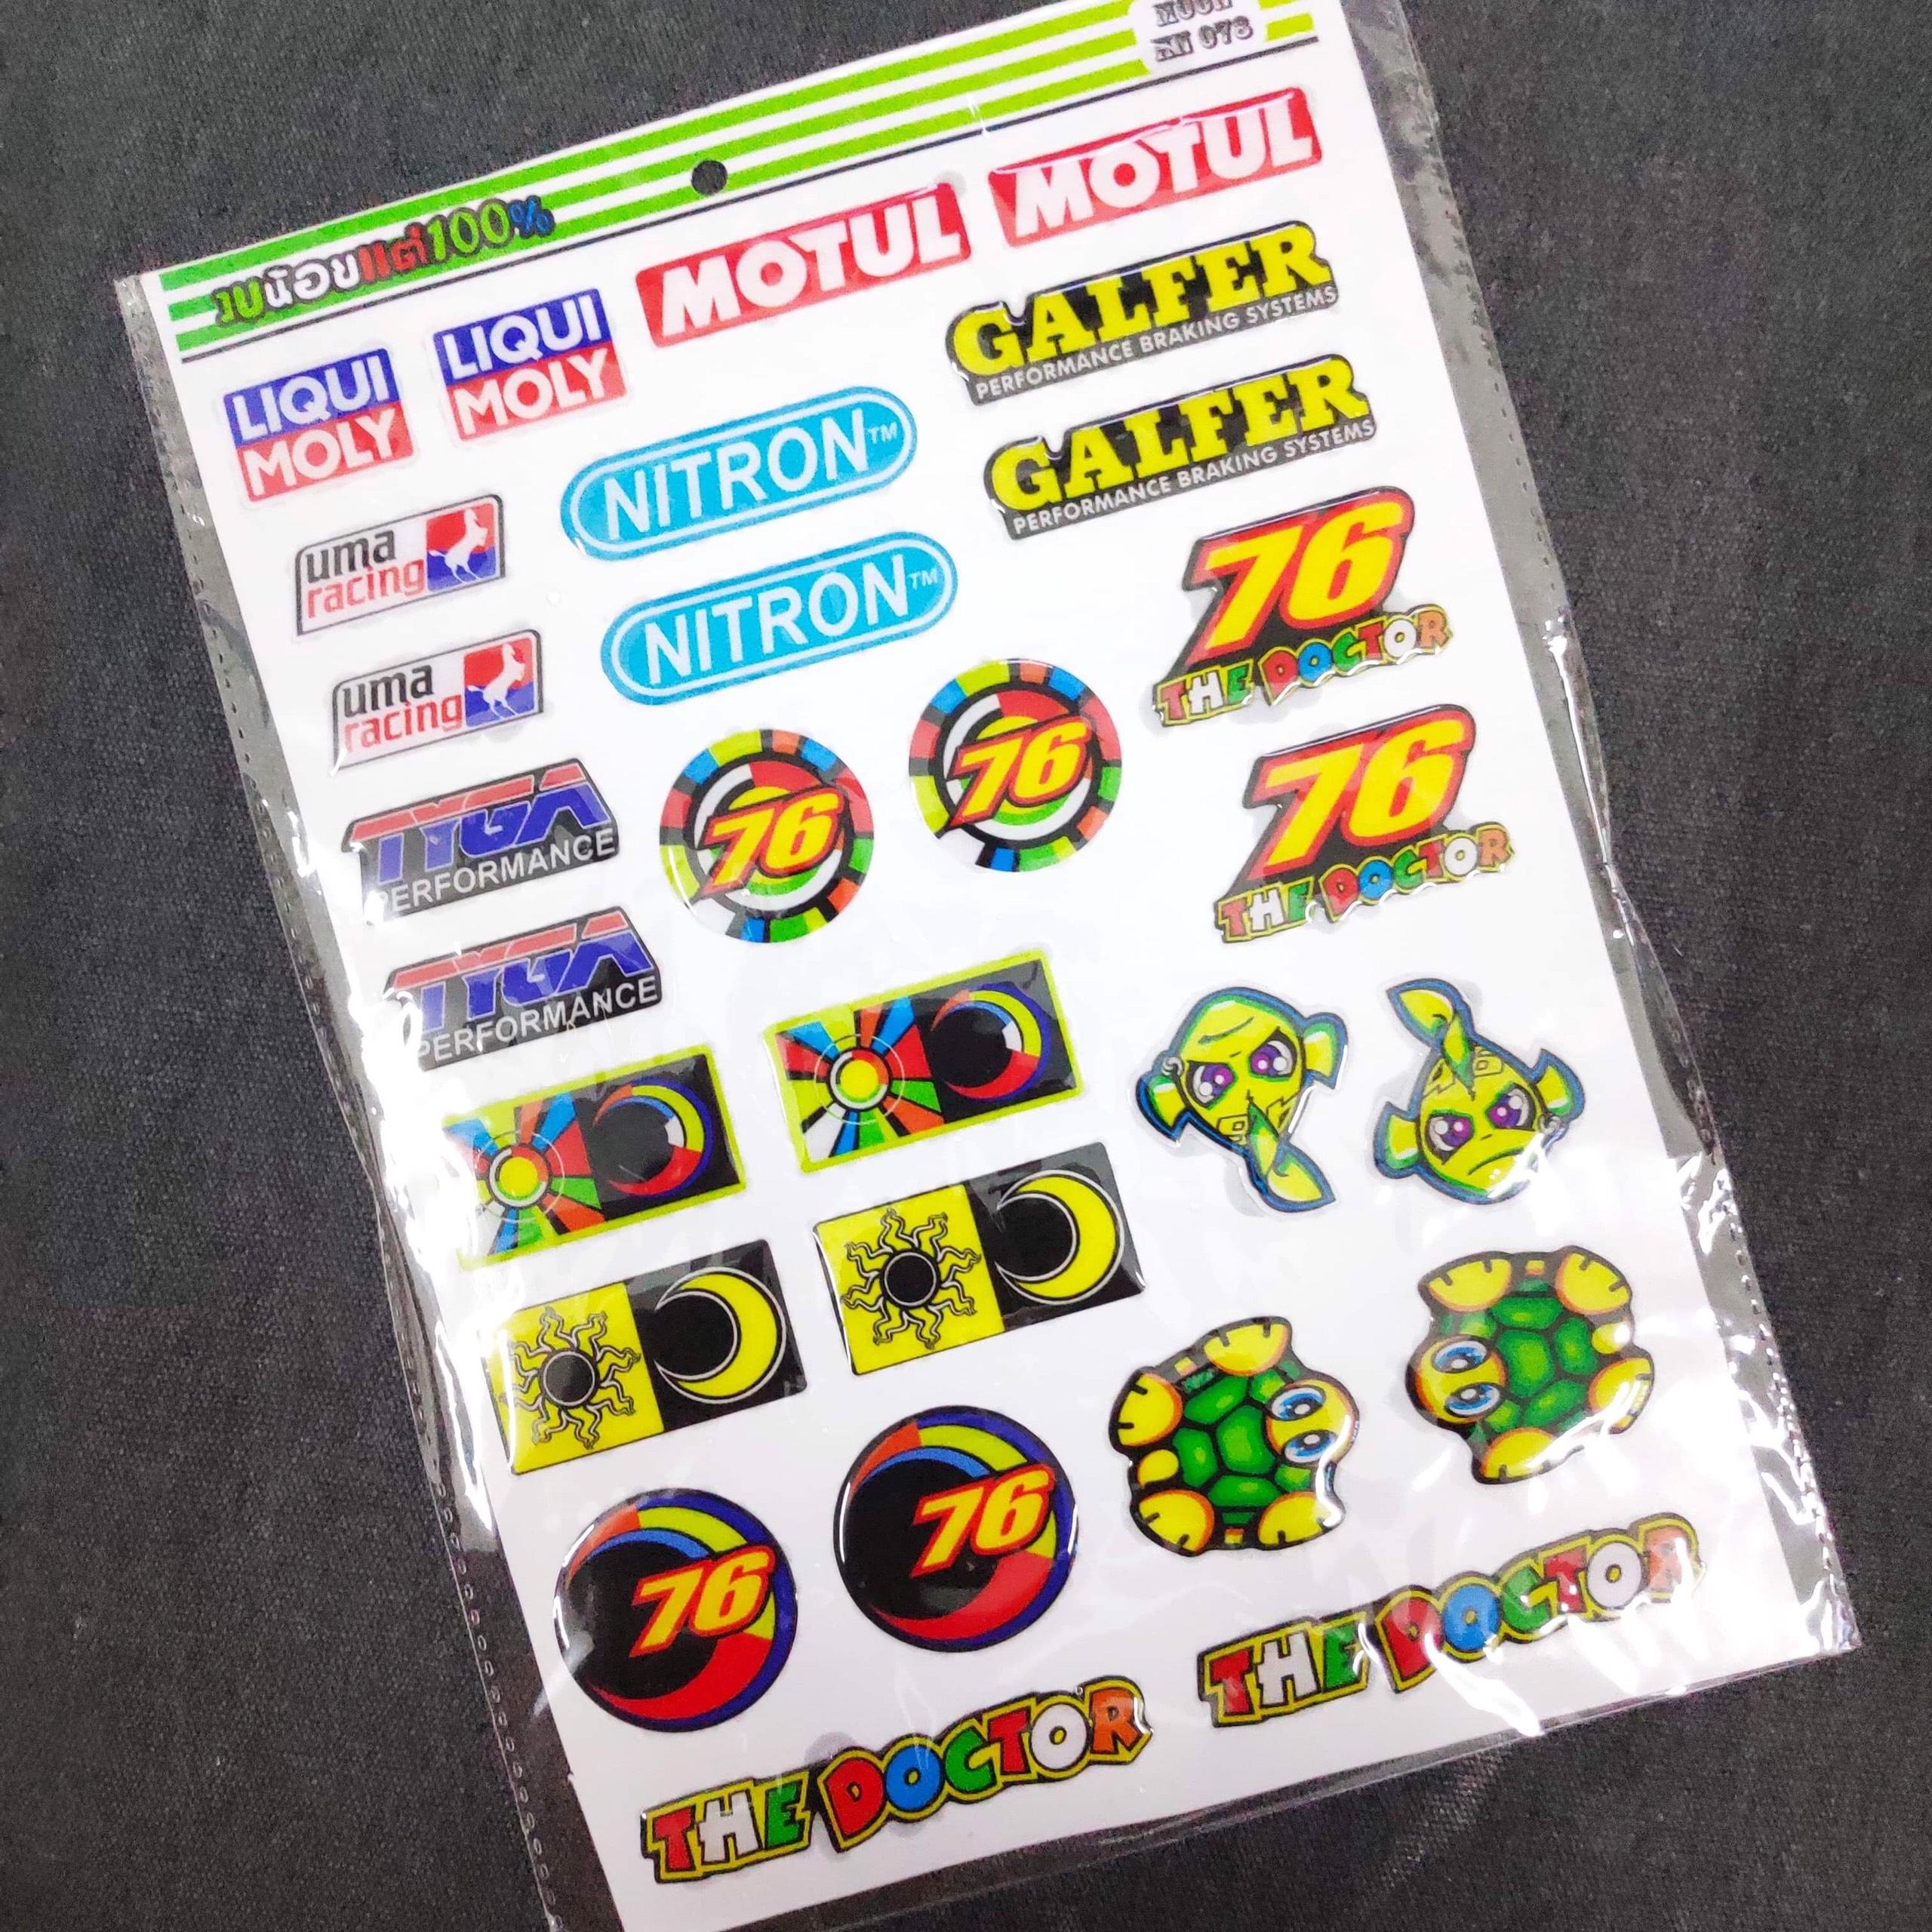 งบน้อยแต่100%
MOTUL
MOTUL
LIQUI
MOLY
LIQUI
MOLY
GALFER
PERFORMANCE BRAKING SYSTEMS
GALFER
PERFORMANCE BRAKING SYSTEMS
NITRON™
NITRON™
uma
racing
uma
racing
76
THE DOCTOR
76
THE DOCTOR
76
76
TYGA
PERFORMANCE
TYGA
PERFORMANCE
76
76
THE DOCTOR
THE DOCTOR